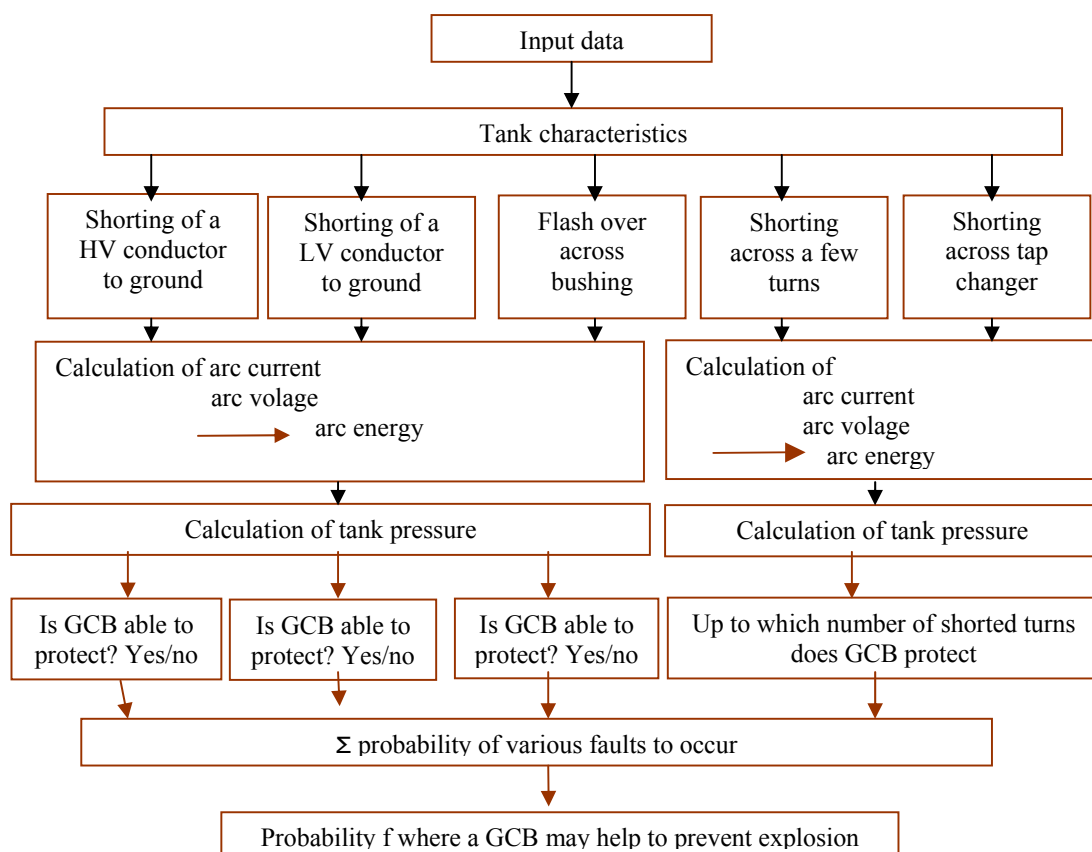 Input data
Tank characteristics
Shorting of a
HV conductor
to ground
Shorting of a
LV conductor
to ground
Flash over
across
bushing
Shorting
across a few
turns
Shorting
across tap
changer
Calculation of arc current
arc volage
arc energy
Calculation of
arc current
arc volage
arc energy
Calculation of tank pressure
Calculation of tank pressure
Is GCB able to
protect? Yes/no
Is GCB able to
protect? Yes/no
Is GCB able to
protect? Yes/no
Up to which number of shorted turns
does GCB protect
Σ probability of various faults to occur
Probability f where a GCB may help to prevent explosion